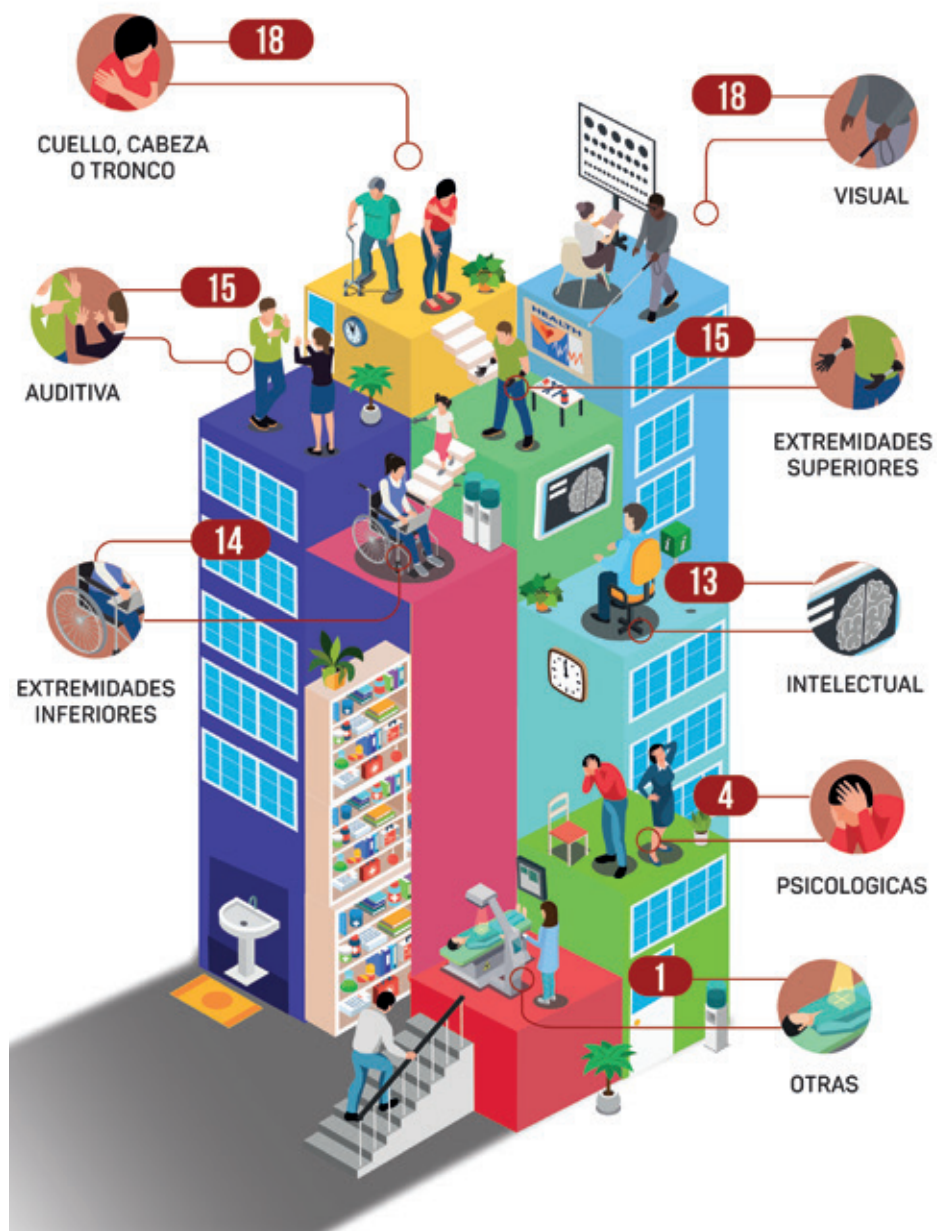 18
CUELLO, CABEZA
O TRONCO
18
VISUAL
15
AUDITIVA
HEALTH
15
EXTREMIDADES
SUPERIORES
14
EXTREMIDADES
INFERIORES
13
INTELECTUAL
4
PSICOLOGICAS
1
OTRAS